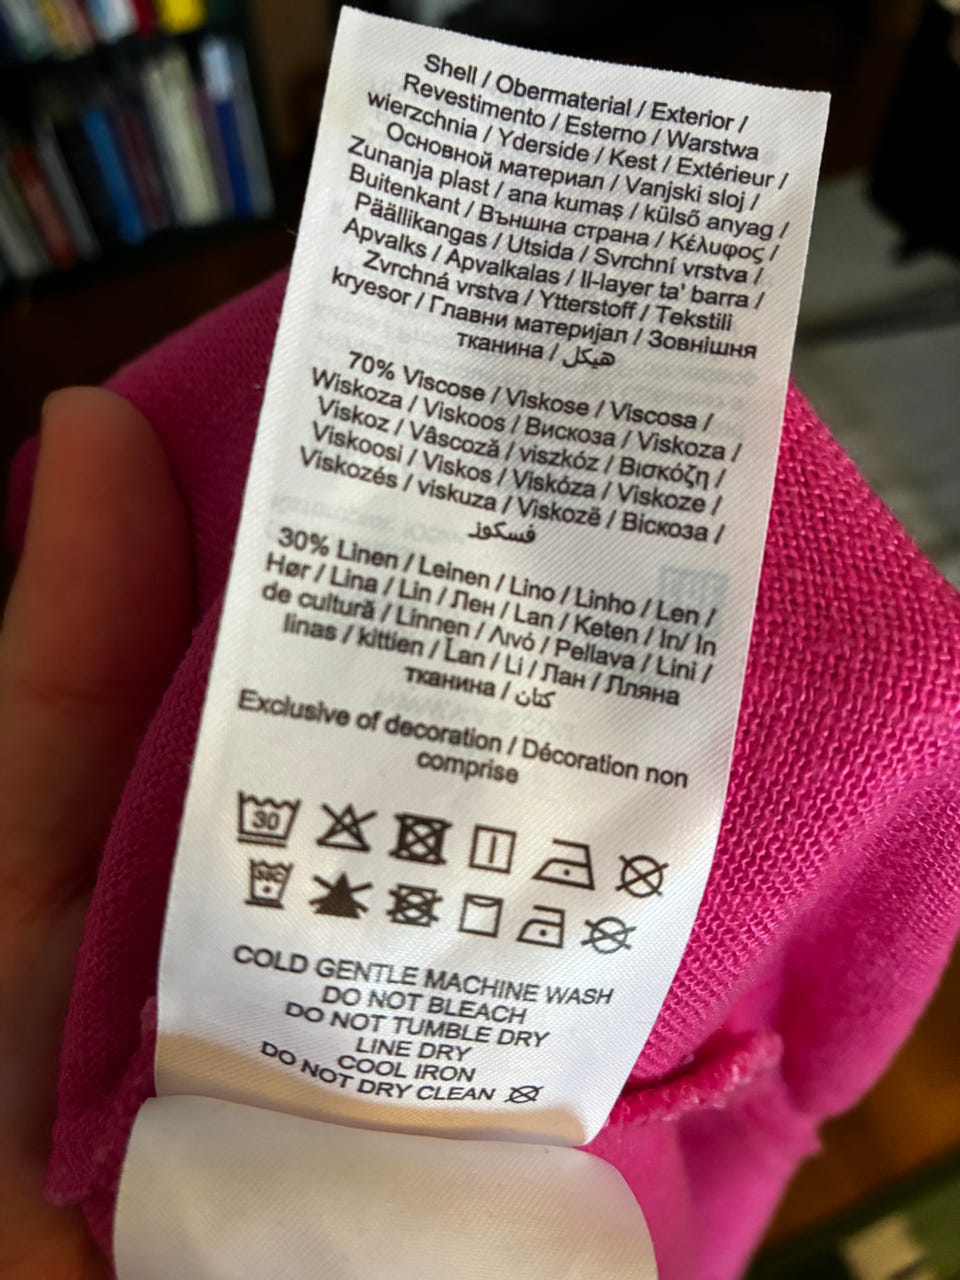 Shell / Obermaterial / Exterior /
Revestimento / Esterno / Warstwa
wierzchnia / Yderside / Kest / Extérieur /
Основной материал / Vanjski sloj /
Zunanja plast / ana kumaş / külső anyag /
Buitenkant / Външна страна / Κέλυφος /
Päällikangas / Utsida / Svrchní vrstva /
Apvalks / Apvalkalas / Il-layer ta' barra /
Zvrchná vrstva / Ytterstoff / Tekstili
kryesor / Главни материјал / Зовнішня
тканина / هيكل
70% Viscose / Viskose / Viscosa /
Wiskoza / Viskoos / Вискоза / Viskoza /
Viskoz / Vâscoză / viszkóz / Βισκόζη /
Viskoosi / Viskos / Viskóza / Viskoze /
Viskozés / viskuza / Viskozë / Віскоза /
فسكوز
30% Linen / Leinen / Lino / Linho / Len /
Hør / Lina / Lin / Лен / Lan / Keten / In/ In
de cultură / Linnen / Λινό / Pellava / Lini /
linas / kittien / Ľan / Li / Лан / Лляна
тканина / كتان
Exclusive of decoration / Décoration non
comprise
30
COLD GENTLE MACHINE WASH
DO NOT BLEACH
DO NOT TUMBLE DRY
LINE DRY
COOL IRON
DO NOT DRY CLEAN